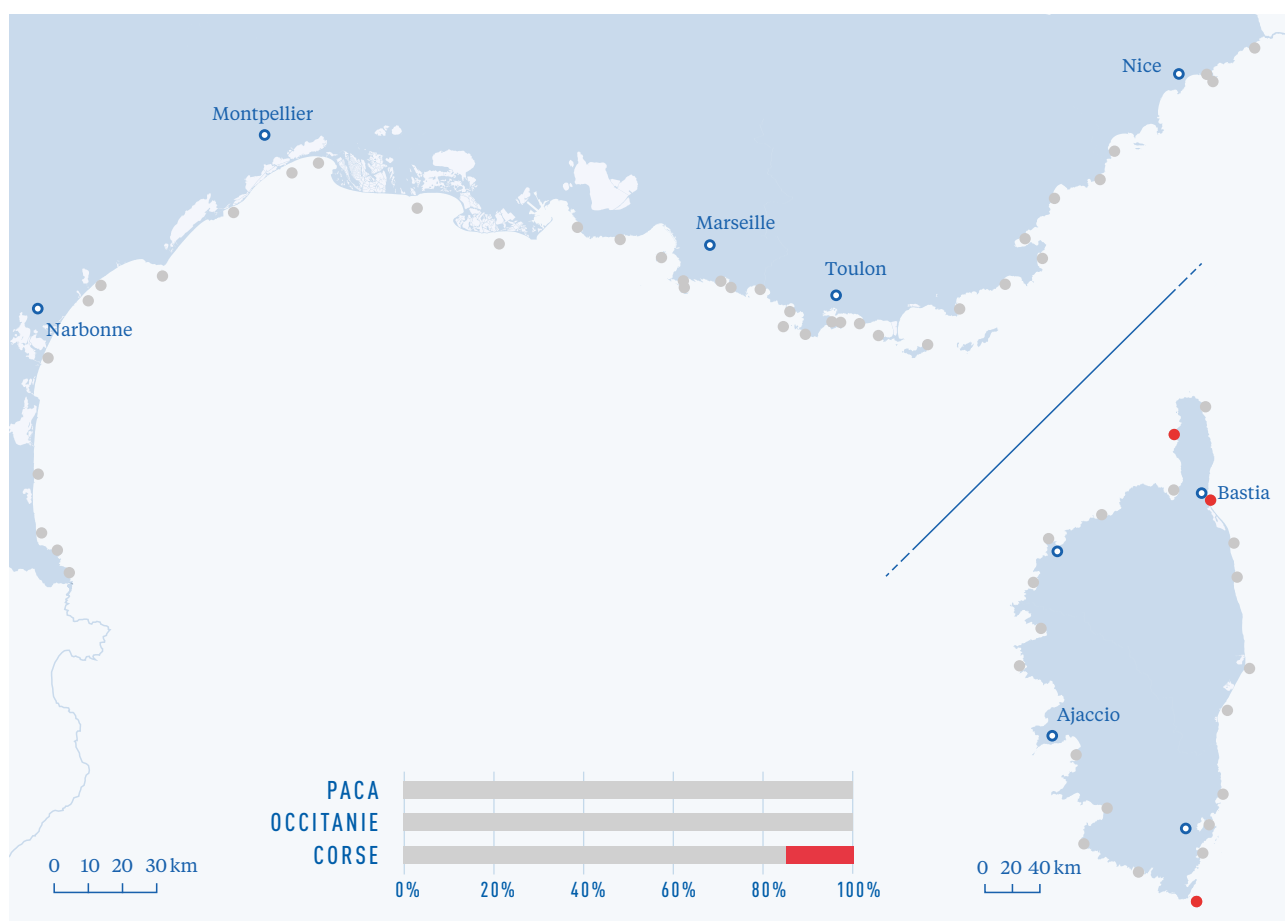 Nice
Montpellier
Marseille
Toulon
Narbonne
Bastia
Ajaccio
PACA
OCCITANIE
CORSE
0% 20% 40% 60% 80% 100%
0 10 20 30 km
0 20 40 km